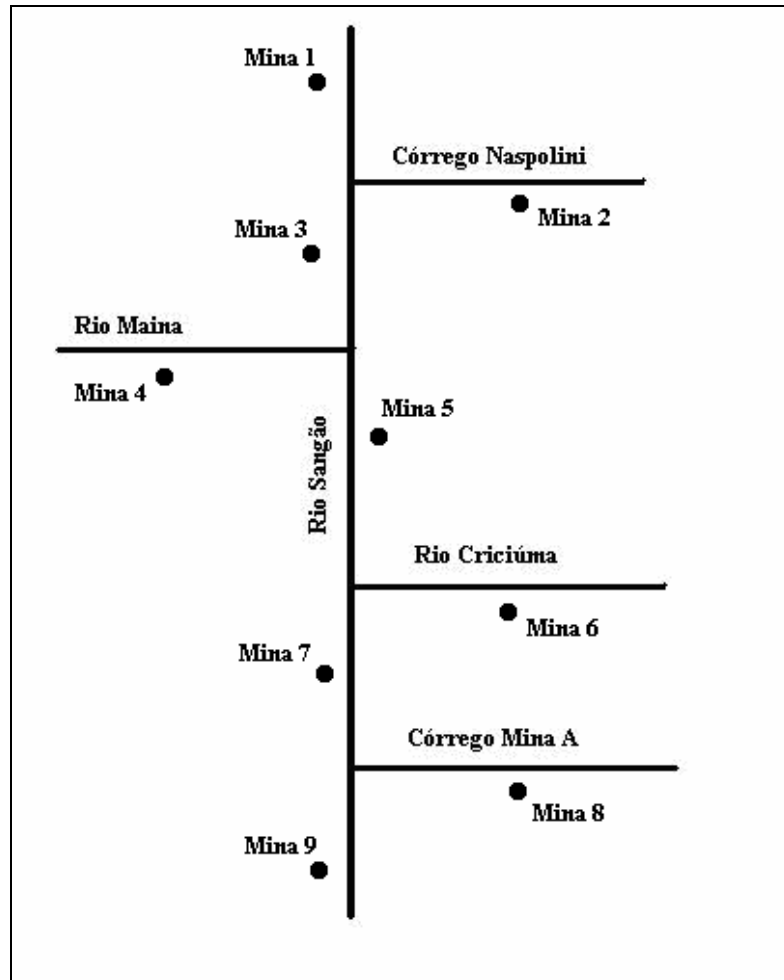 Mina 1
Córrego Naspolini
Mina 2
Mina 3
Rio Maina
Mina 4
Mina 5
Rio Sangão
Rio Criciúma
Mina 6
Mina 7
Córrego Mina A
Mina 8
Mina 9